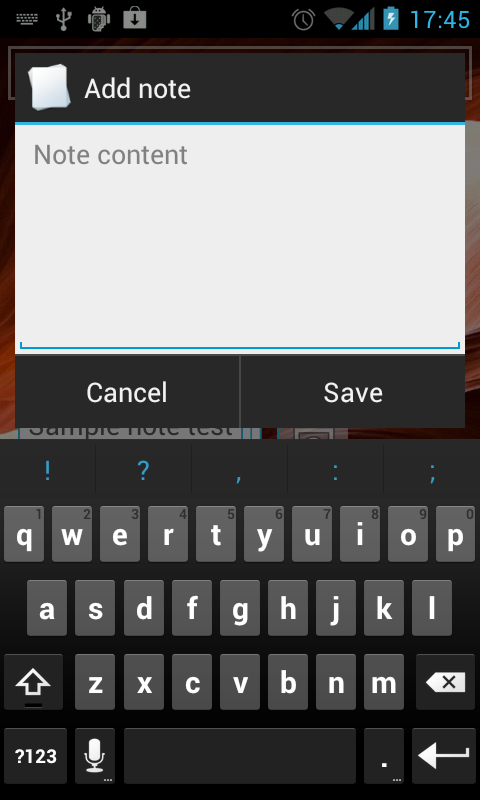 17:45
Add note
Note content
Cancel Save
Sample note test
! ? , : ;
1 2 3 4 5 6 7 8 9 0
q w e r t y u i o p
a s d f g h j k l
z x c v b n m
?123 . ...